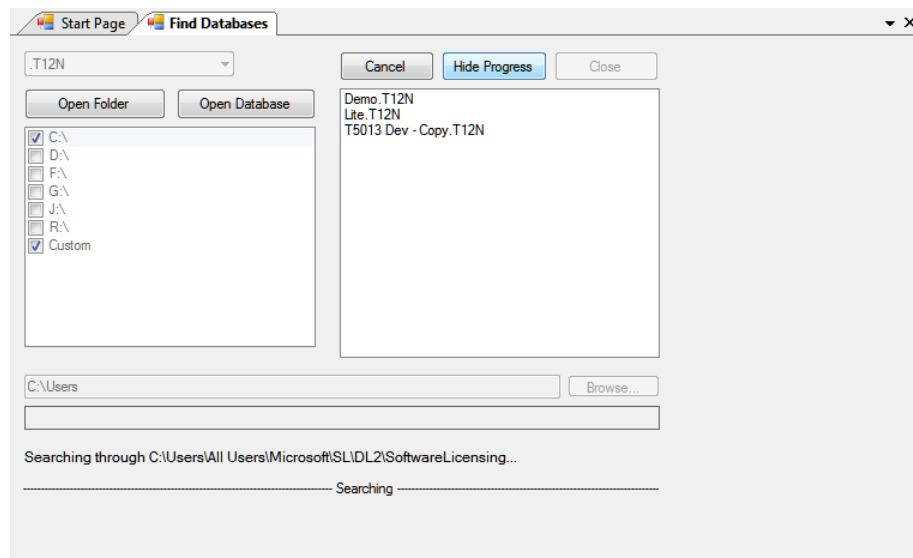 Start Page
Find Databases
.T12N
Cancel
Hide Progress
Close
Open Folder
Open Database
Demo.T12N
Lite.T12N
T5013 Dev - Copy.T12N
C:\
D:\
F:\
G:\
J:\
R:\
Custom
C:\Users
Browse...
Searching through C:\Users\All Users\Microsoft\SL\DL2\SoftwareLicensing...
Searching